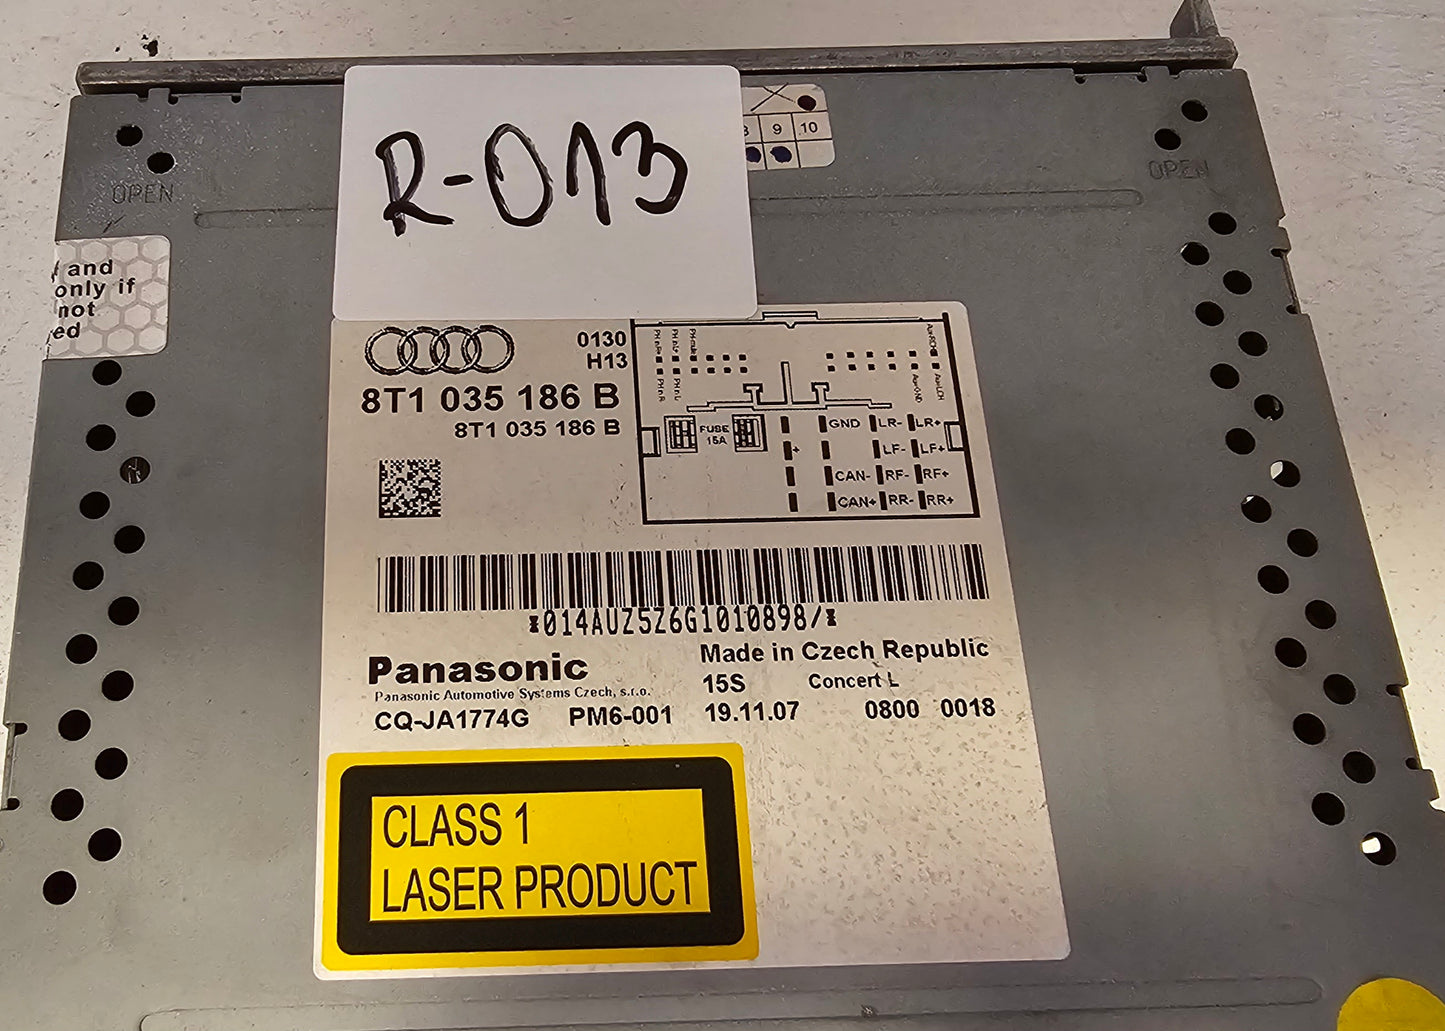 R-013
9 10
OPEN
OPEN
and
only if
not
ed
0130
H13
8T1 035 186 B
8T1 035 186 B
FUSE
15A
+
GND LR- LR+
LF- LF+
CAN- RF- RF+
CAN+ RR- RR+
*014AUZ5Z6G1010898/*
Panasonic
Made in Czech Republic
Panasonic Automotive Systems Czech, s.r.o.
15S Concert L
CQ-JA1774G PM6-001 19.11.07 0800 0018
CLASS 1
LASER PRODUCT